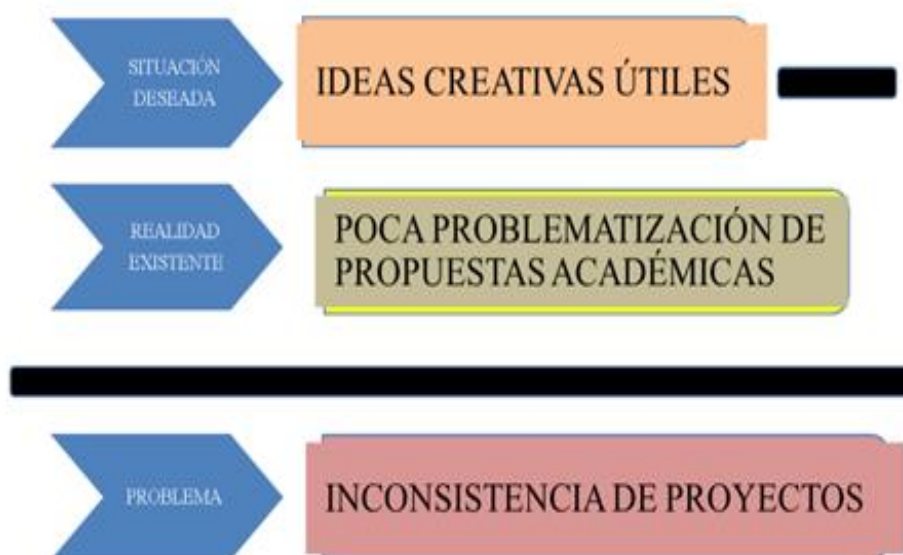 SITUACIÓN
DESEADA
IDEAS CREATIVAS ÚTILES
REALIDAD
EXISTENTE
POCA PROBLEMATIZACIÓN DE
PROPUESTAS ACADÉMICAS
PROBLEMA
INCONSISTENCIA DE PROYECTOS